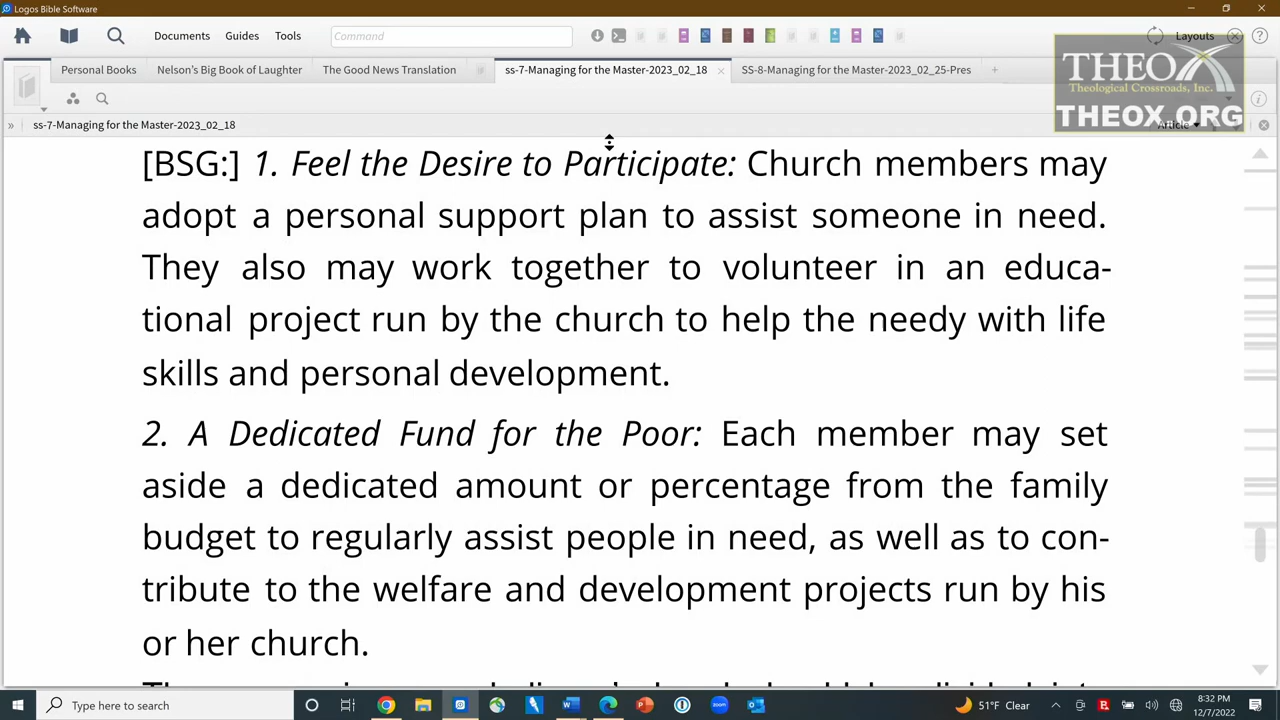 Logos Bible Software
Documents Guides Tools Command Layouts
Personal Books Nelson's Big Book of Laughter The Good News Translation ss-7-Managing for the Master-2023_02_18 SS-8-Managing for the Master-2023_02_25-Pres
THEOX
Theological Crossroads, Inc.
THEOX.ORG
ss-7-Managing for the Master-2023_02_18 Article
[BSG:] 1. Feel the Desire to Participate: Church members may
adopt a personal support plan to assist someone in need.
They also may work together to volunteer in an educa-
tional project run by the church to help the needy with life
skills and personal development.
2. A Dedicated Fund for the Poor: Each member may set
aside a dedicated amount or percentage from the family
budget to regularly assist people in need, as well as to con-
tribute to the welfare and development projects run by his
or her church.
Type here to search zoom 51°F Clear 8:32 PM
12/7/2022